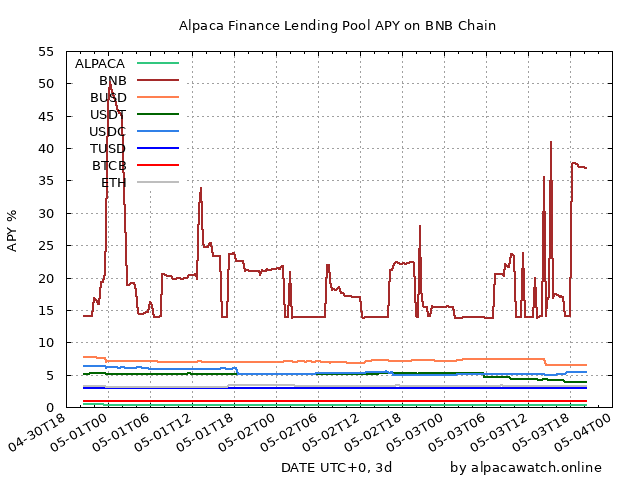 Alpaca Finance Lending Pool APY on BNB Chain
APY %
55
50
45
40
35
30
25
20
15
10
5
0
ALPACA
BNB
BUSD
USDT
USDC
TUSD
BTCB
ETH
04-30T18
05-01T00
05-01T06
05-01T12
05-01T18
05-02T00
05-02T06
05-02T12
05-02T18
05-03T00
05-03T06
05-03T12
05-03T18
05-04T00
DATE UTC+0, 3d
by alpacawatch.online